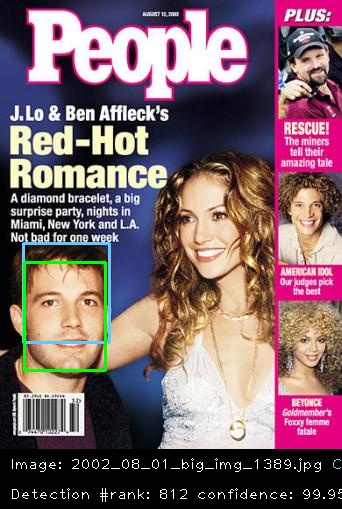 AUGUST 12, 2002
PLUS:
People
J.Lo & Ben Affleck's
Red-Hot
Romance
A diamond bracelet, a big
surprise party, nights in
Miami, New York and L.A.
Not bad for one week
RESCUE!
The miners
tell their
amazing tale
AMERICAN IDOL
Our judges pick
the best
BEYONCE
Goldmember's
Foxxy femme
fatale
Image: 2002_08_01_big_img_1389.jpg C
Detection #rank: 812 confidence: 99.95